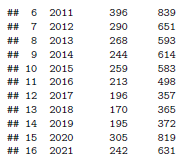 ##  6 2011    396    839
##  7 2012    290    651
##  8 2013    268    593
##  9 2014    244    614
## 10 2015    259    583
## 11 2016    213    498
## 12 2017    196    357
## 13 2018    170    365
## 14 2019    195    372
## 15 2020    305    819
## 16 2021    242    631